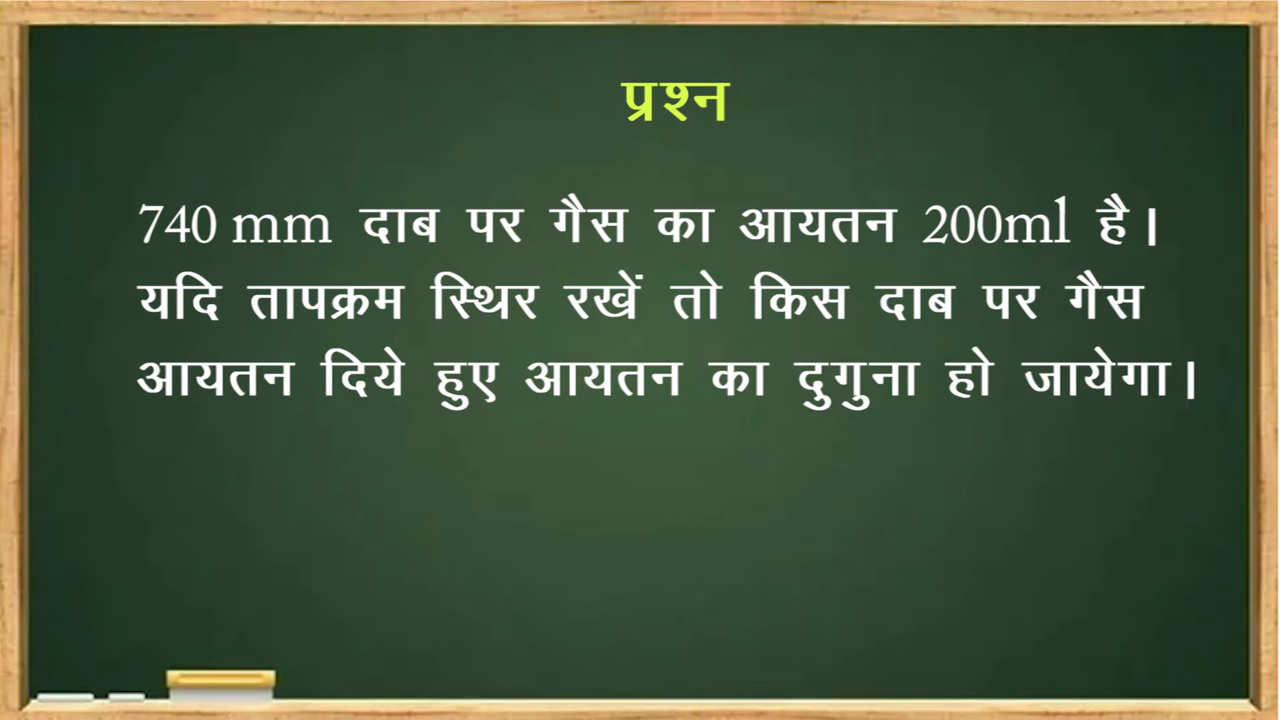 प्रश्न
740 mm दाब पर गैस का आयतन 200ml है।
यदि तापक्रम स्थिर रखें तो किस दाब पर गैस
आयतन दिये हुए आयतन का दुगुना हो जायेगा।